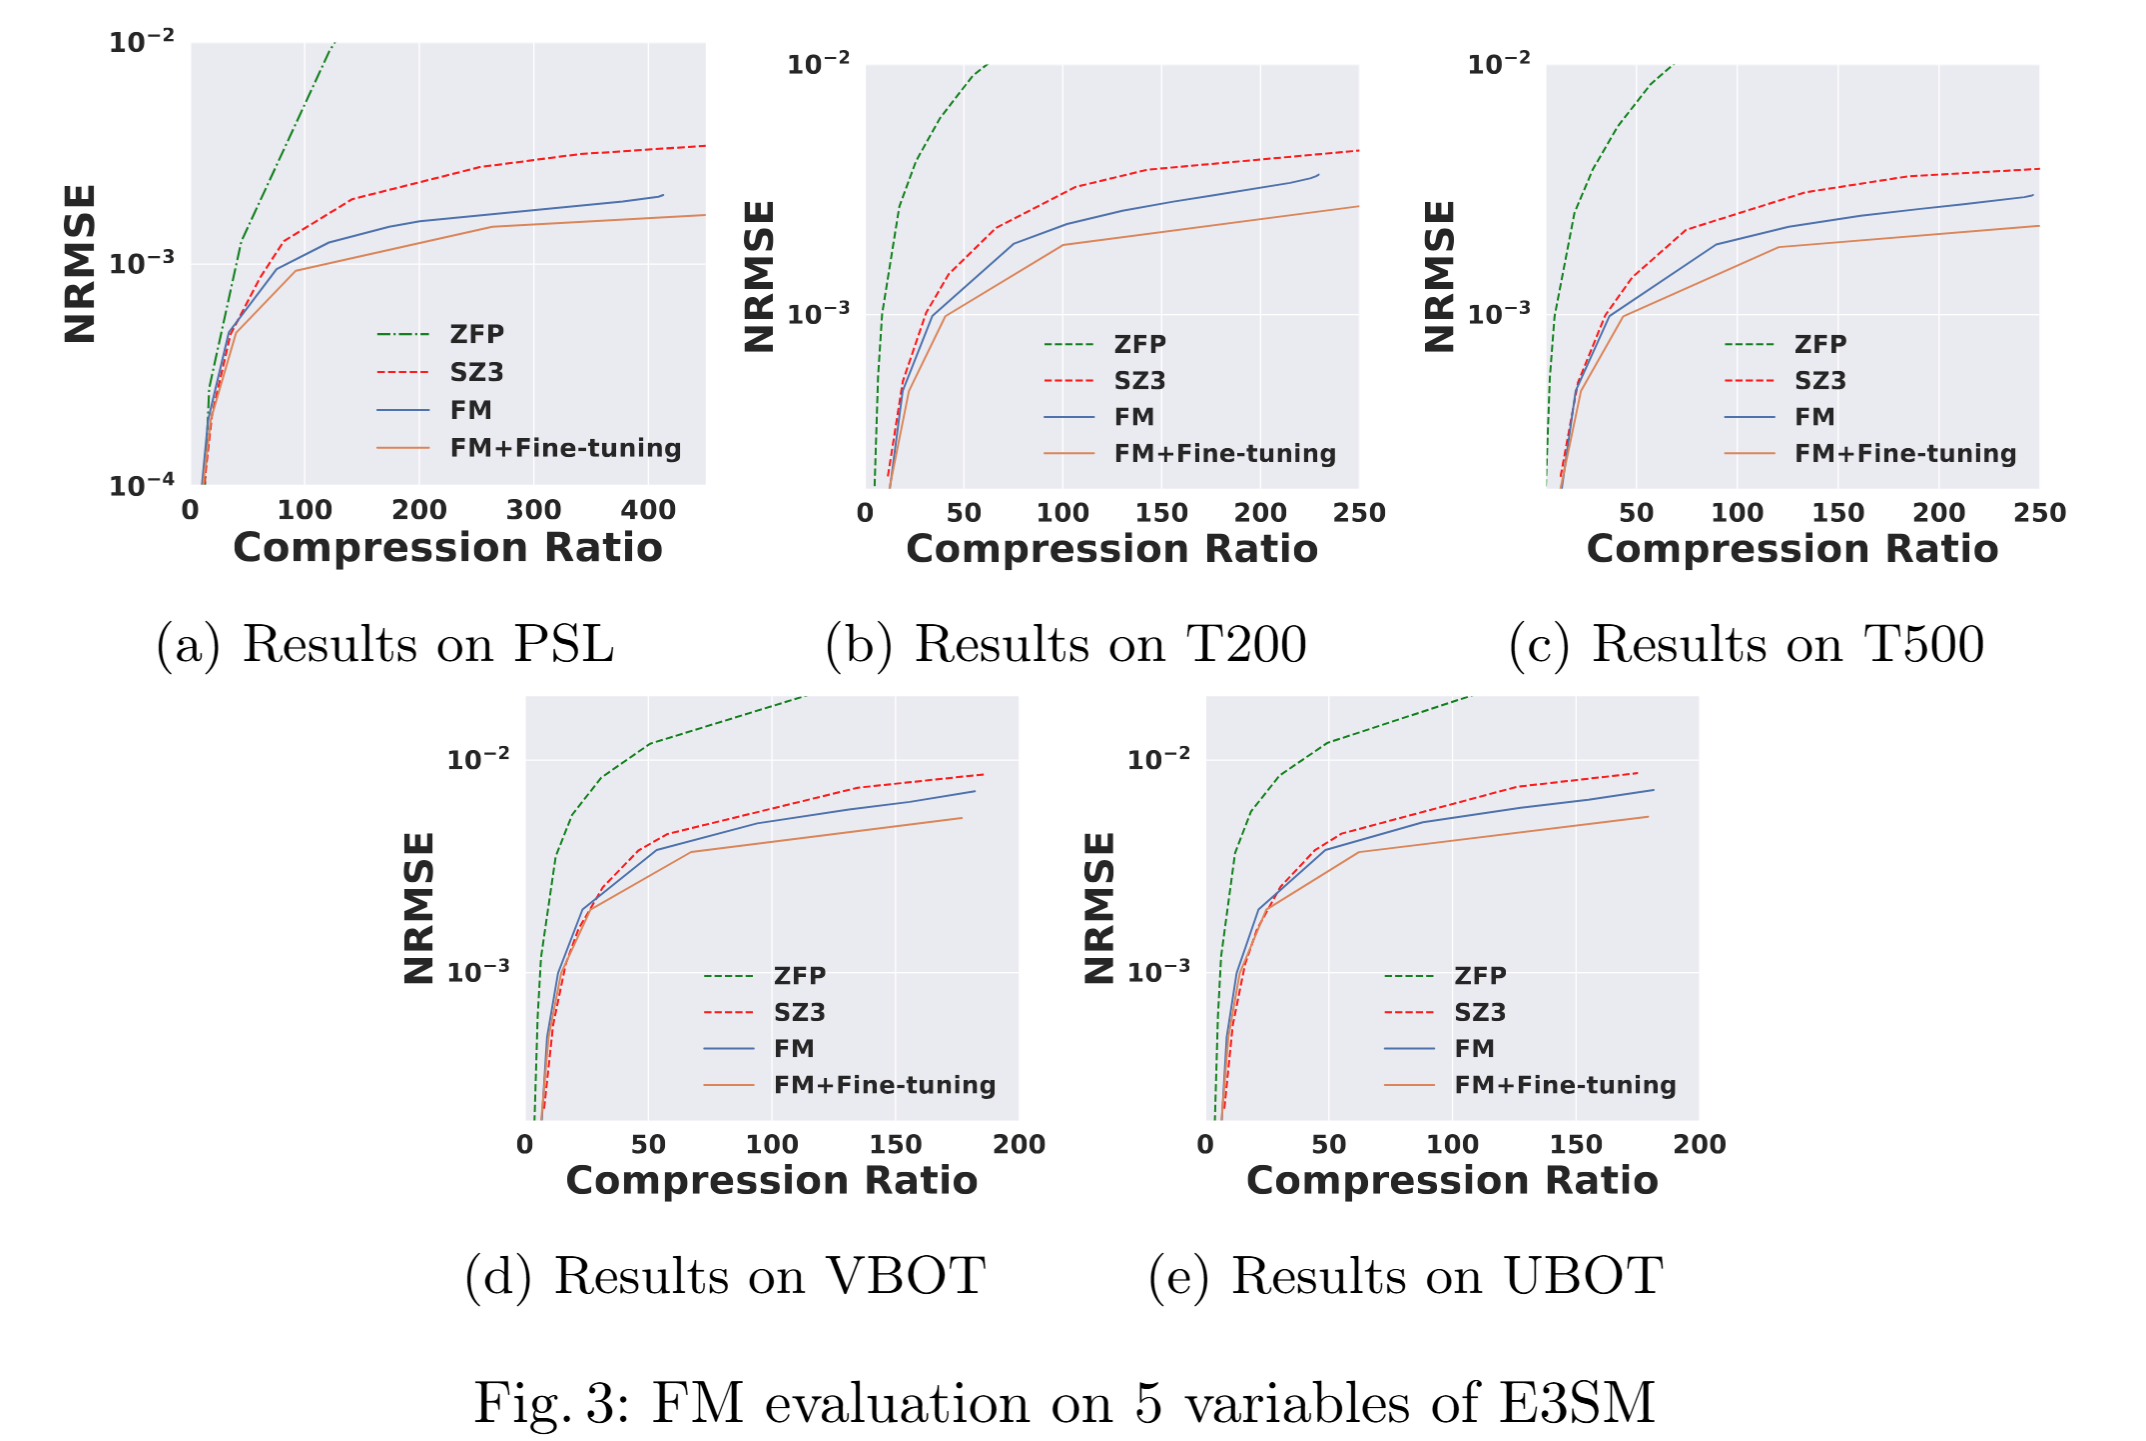 10⁻²
10⁻³
10⁻⁴
NRMSE
ZFP
SZ3
FM
FM+Fine-tuning
0 100 200 300 400
Compression Ratio
(a) Results on PSL
10⁻²
10⁻³
NRMSE
ZFP
SZ3
FM
FM+Fine-tuning
0 50 100 150 200 250
Compression Ratio
(b) Results on T200
10⁻²
10⁻³
NRMSE
ZFP
SZ3
FM
FM+Fine-tuning
50 100 150 200 250
Compression Ratio
(c) Results on T500
10⁻²
10⁻³
NRMSE
ZFP
SZ3
FM
FM+Fine-tuning
0 50 100 150 200
Compression Ratio
(d) Results on VBOT
10⁻²
10⁻³
NRMSE
ZFP
SZ3
FM
FM+Fine-tuning
0 50 100 150 200
Compression Ratio
(e) Results on UBOT
Fig. 3: FM evaluation on 5 variables of E3SM